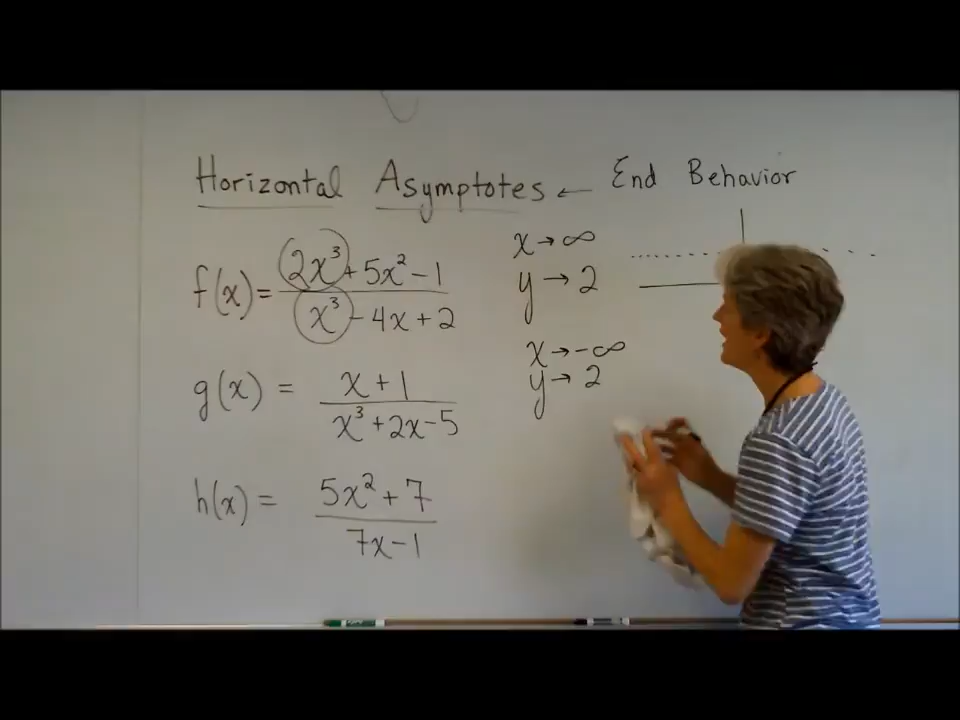 Horizontal Asymptotes ← End Behavior
f(x) = 2x³ + 5x² - 1
x³ - 4x + 2
x → ∞
y → 2
x → -∞
y → 2
g(x) = x + 1
x³ + 2x - 5
h(x) = 5x² + 7
7x - 1